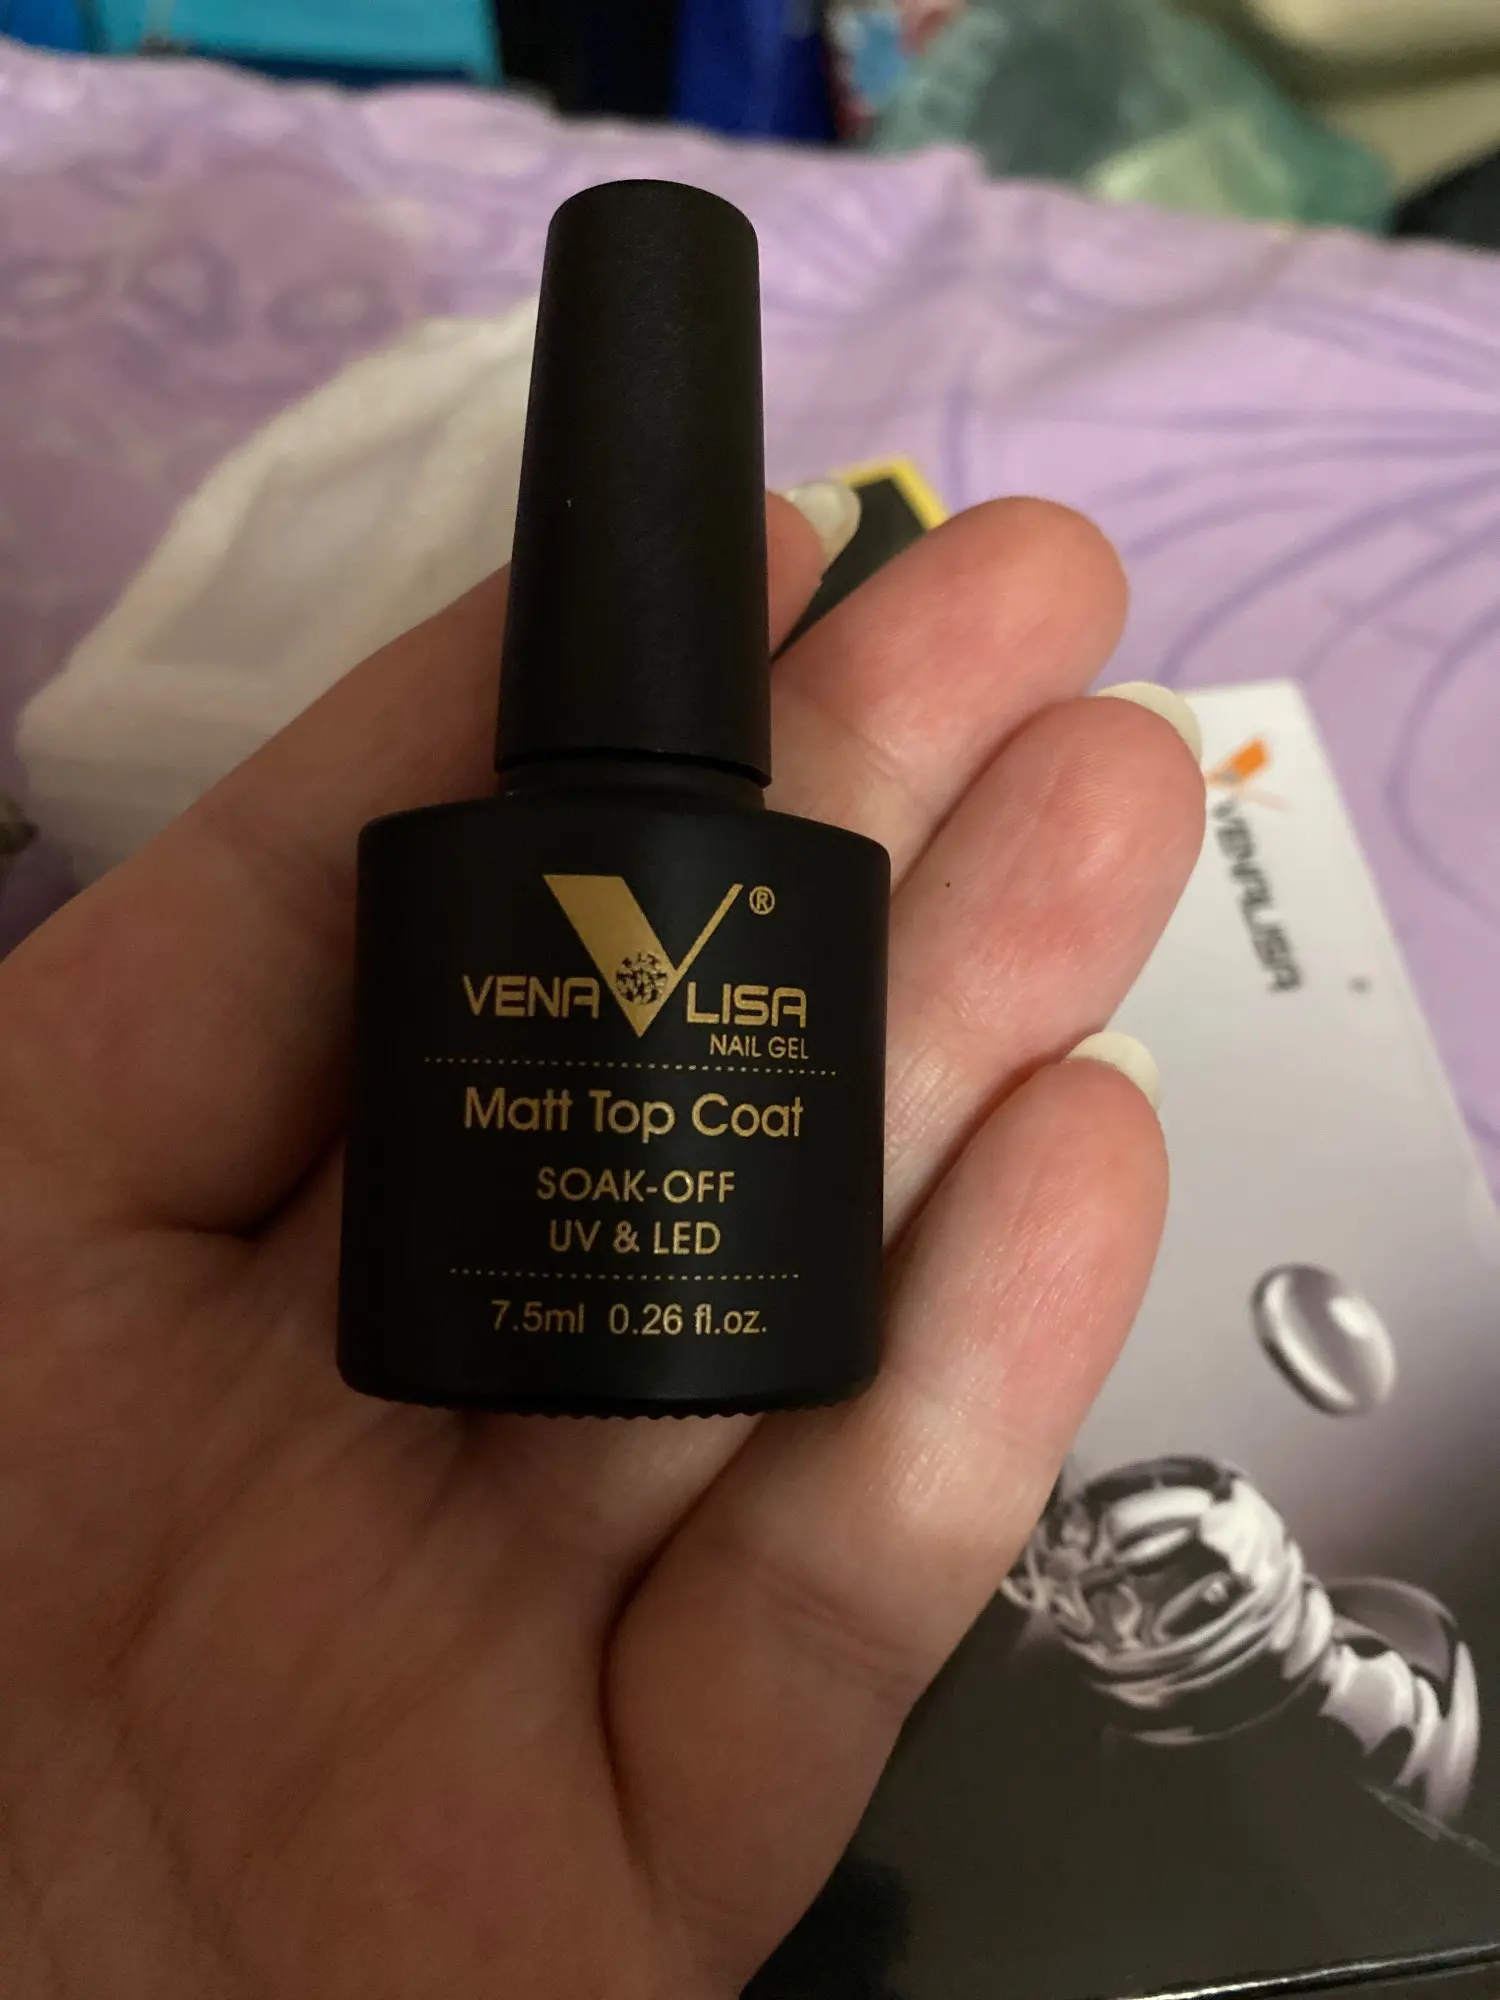 ®
VENA LISA
NAIL GEL
Matt Top Coat
SOAK-OFF
UV & LED
7.5ml 0.26 fl.oz.
VENALISA